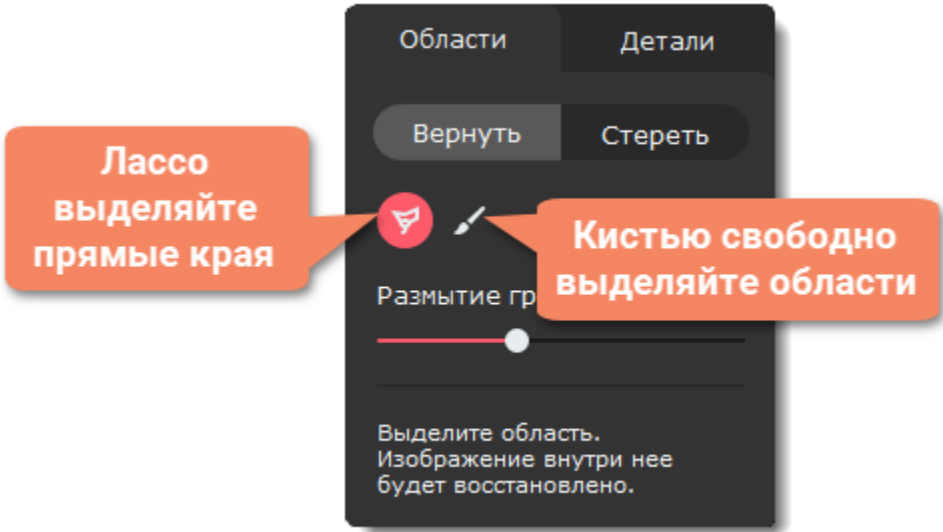 Области
Детали
Вернуть
Стереть
Лассо
выделяйте
прямые края
Кистью свободно
выделяйте области
Размытие
Выделите область.
Изображение внутри нее
будет восстановлено.